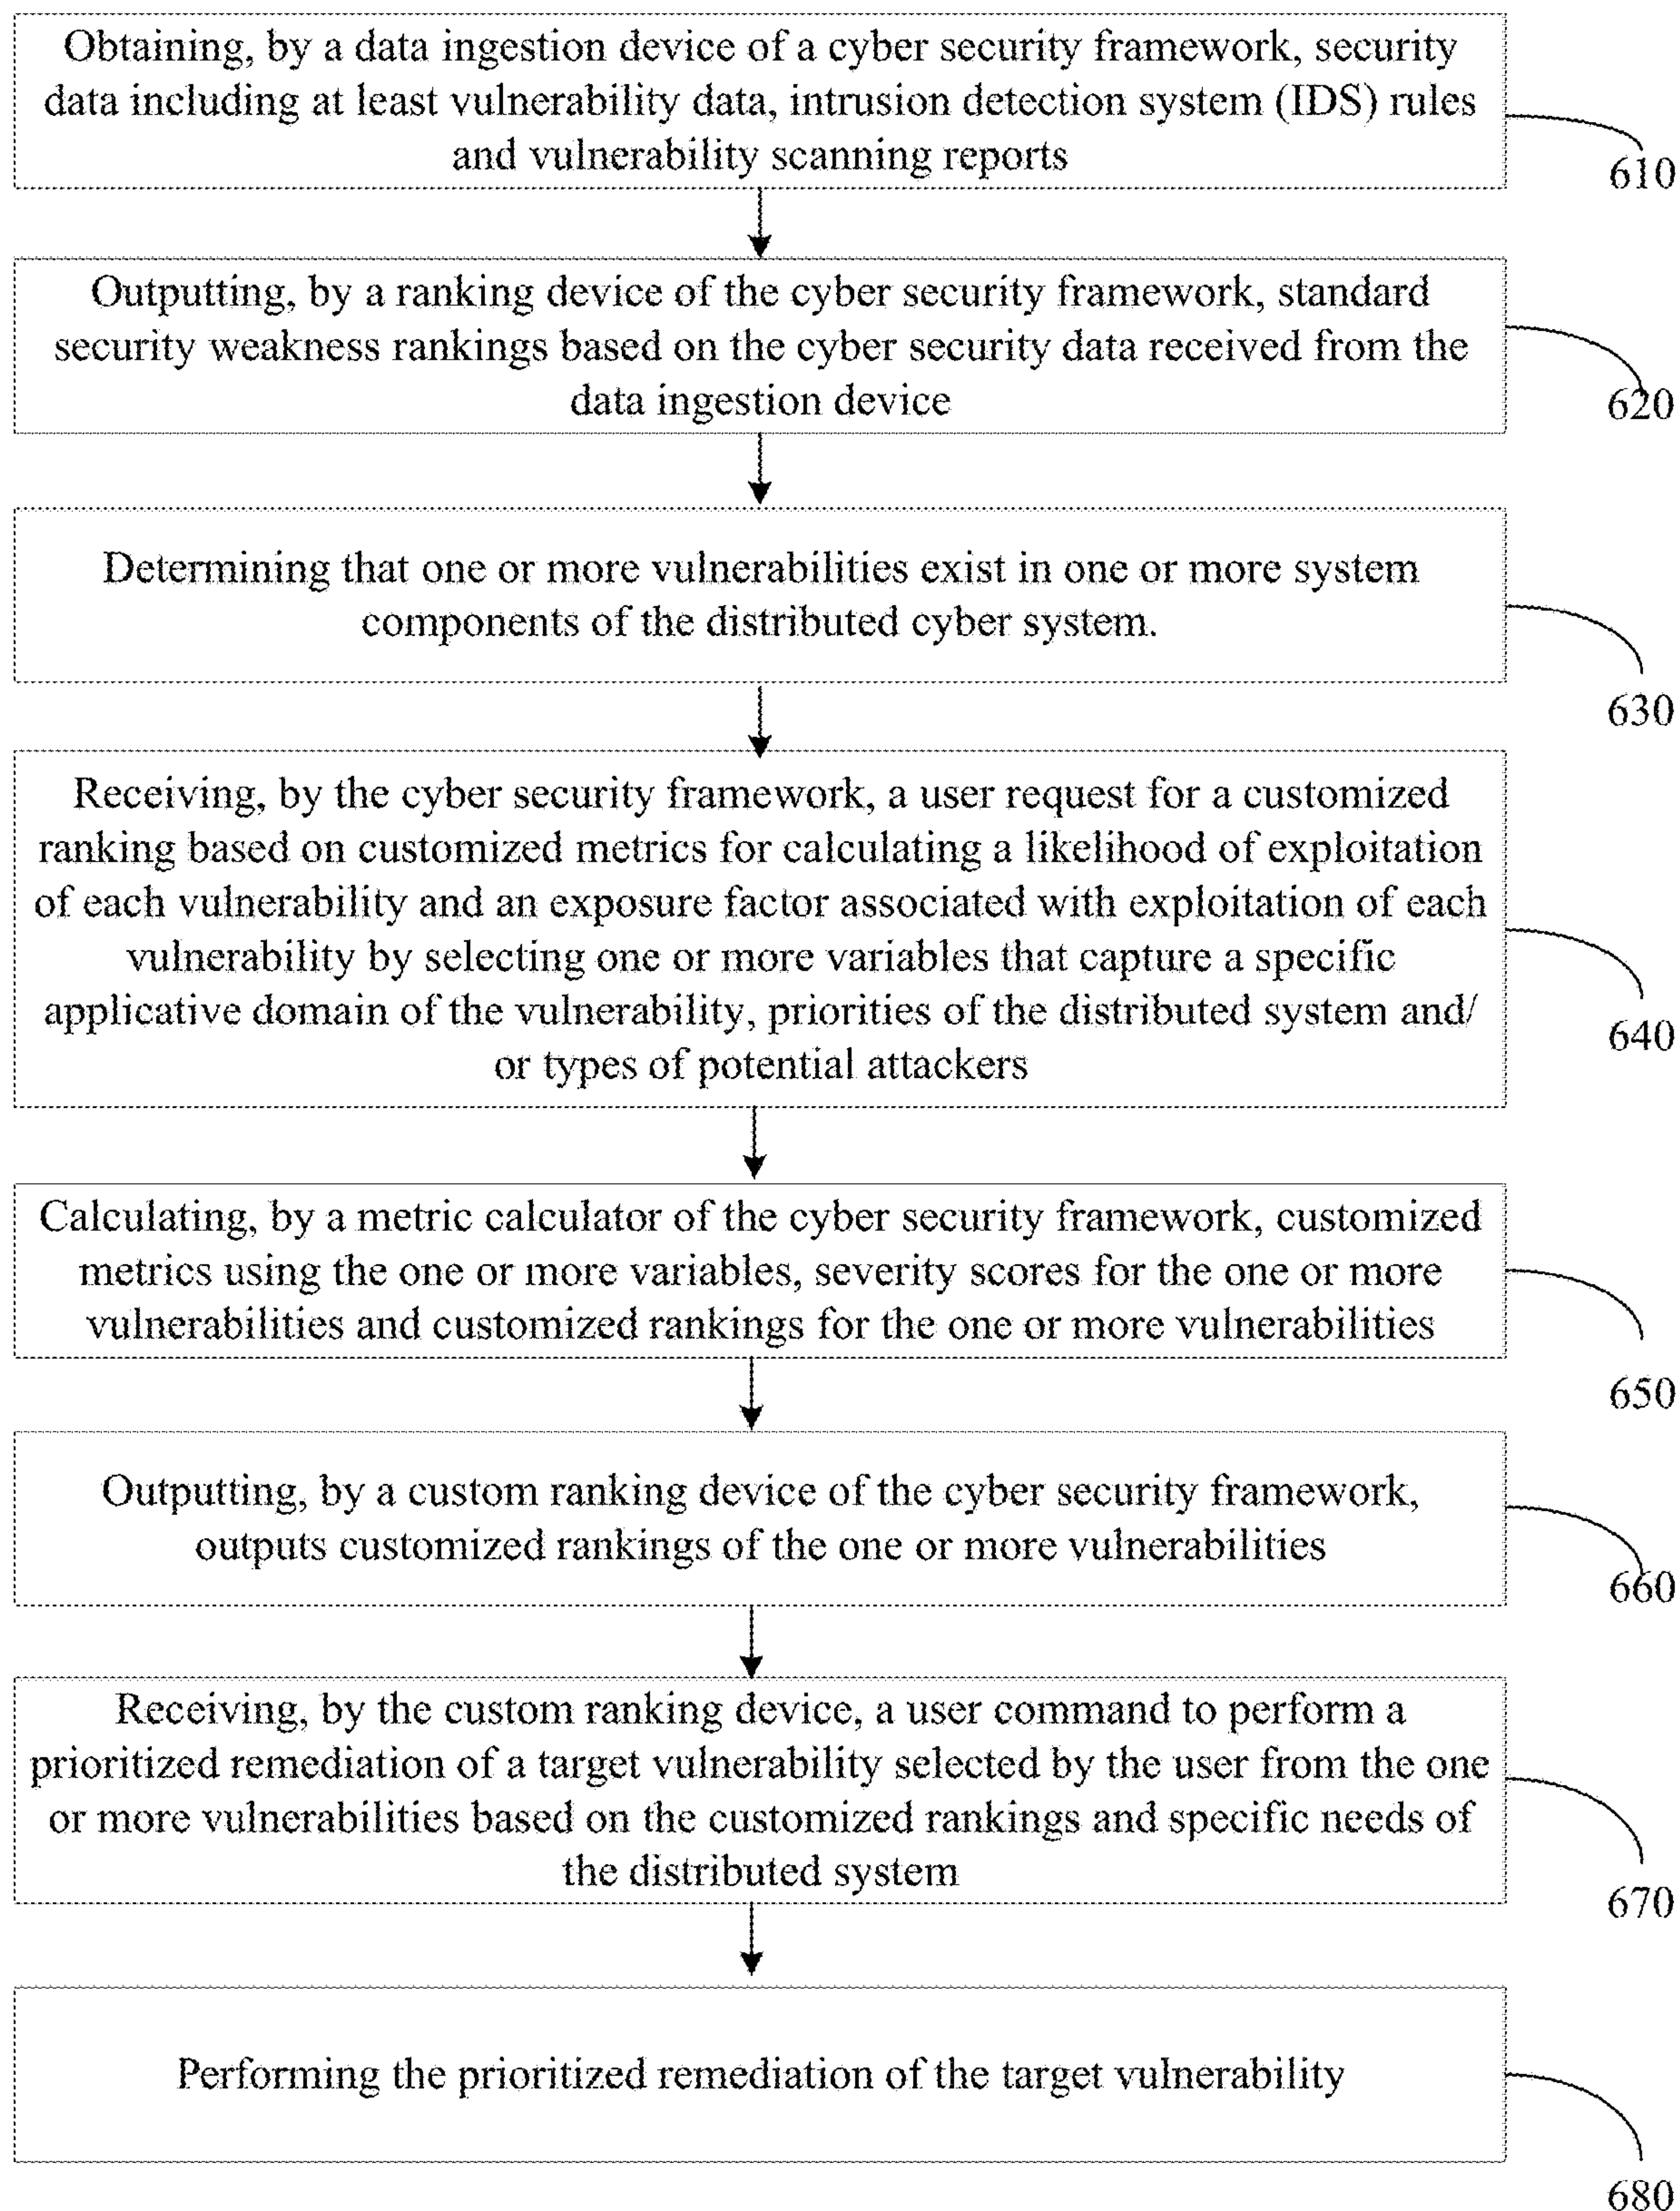 Obtaining, by a data ingestion device of a cyber security framework, security
data including at least vulnerability data, intrusion detection system (IDS) rules
and vulnerability scanning reports
610
Outputting, by a ranking device of the cyber security framework, standard
security weakness rankings based on the cyber security data received from the
data ingestion device
620
Determining that one or more vulnerabilities exist in one or more system
components of the distributed cyber system.
630
Receiving, by the cyber security framework, a user request for a customized
ranking based on customized metrics for calculating a likelihood of exploitation
of each vulnerability and an exposure factor associated with exploitation of each
vulnerability by selecting one or more variables that capture a specific
applicative domain of the vulnerability, priorities of the distributed system and/
or types of potential attackers
640
Calculating, by a metric calculator of the cyber security framework, customized
metrics using the one or more variables, severity scores for the one or more
vulnerabilities and customized rankings for the one or more vulnerabilities
650
Outputting, by a custom ranking device of the cyber security framework,
outputs customized rankings of the one or more vulnerabilities
660
Receiving, by the custom ranking device, a user command to perform a
prioritized remediation of a target vulnerability selected by the user from the one
or more vulnerabilities based on the customized rankings and specific needs of
the distributed system
670
Performing the prioritized remediation of the target vulnerability
680